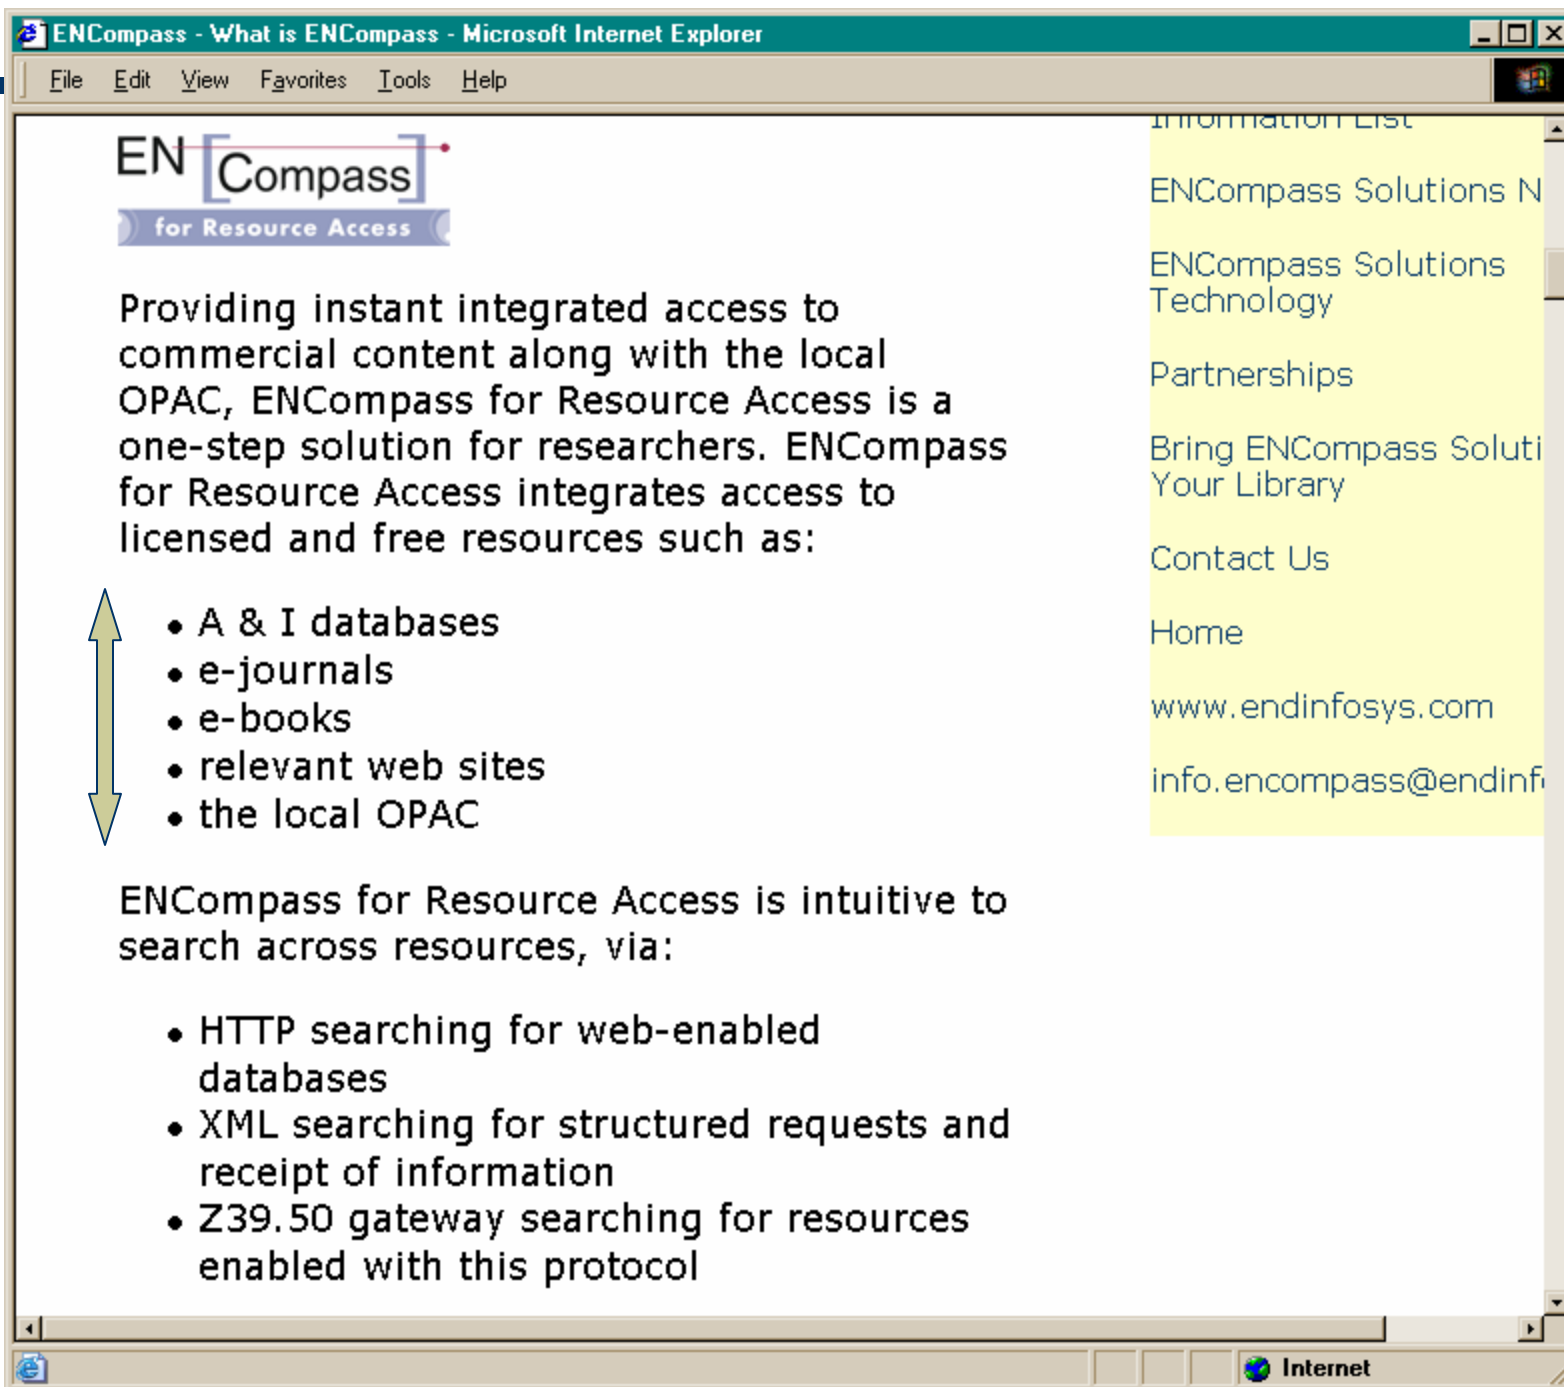 ENCompass - What is ENCompass - Microsoft Internet Explorer
File Edit View Favorites Tools Help
EN Compass
for Resource Access
Providing instant integrated access to
commercial content along with the local
OPAC, ENCompass for Resource Access is a
one-step solution for researchers. ENCompass
for Resource Access integrates access to
licensed and free resources such as:
• A & I databases
• e-journals
• e-books
• relevant web sites
• the local OPAC
ENCompass for Resource Access is intuitive to
search across resources, via:
• HTTP searching for web-enabled
databases
• XML searching for structured requests and
receipt of information
• Z39.50 gateway searching for resources
enabled with this protocol
Information List
ENCompass Solutions N
ENCompass Solutions
Technology
Partnerships
Bring ENCompass Soluti
Your Library
Contact Us
Home
www.endinfosys.com
info.encompass@endinf
Internet